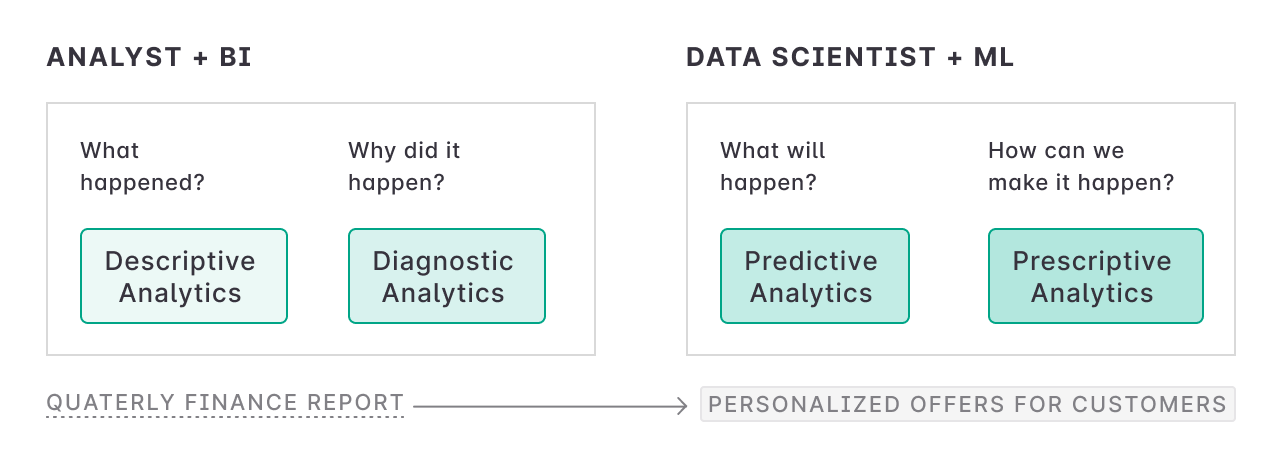 ANALYST + BI
What
happened?
Descriptive
Analytics
Why did it
happen?
Diagnostic
Analytics
DATA SCIENTIST + ML
What will
happen?
Predictive
Analytics
How can we
make it happen?
Prescriptive
Analytics
QUATERLY FINANCE REPORT
PERSONALIZED OFFERS FOR CUSTOMERS